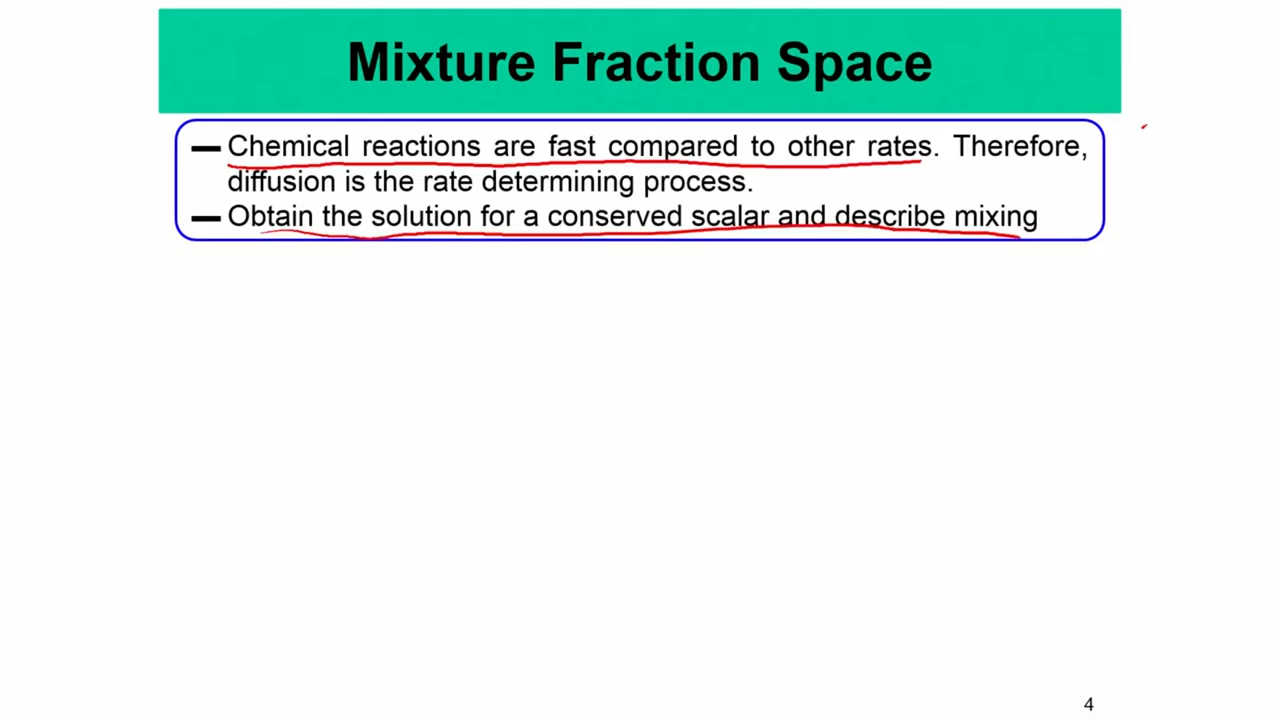 Mixture Fraction Space
Chemical reactions are fast compared to other rates. Therefore,
diffusion is the rate determining process.
Obtain the solution for a conserved scalar and describe mixing
4